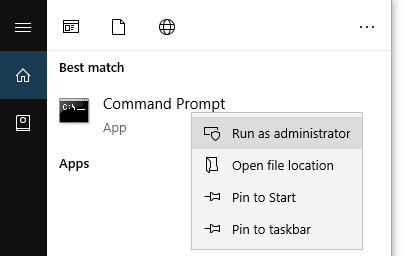 Best match
Command Prompt
App
Run as administrator
Apps
Open file location
Pin to Start
Pin to taskbar